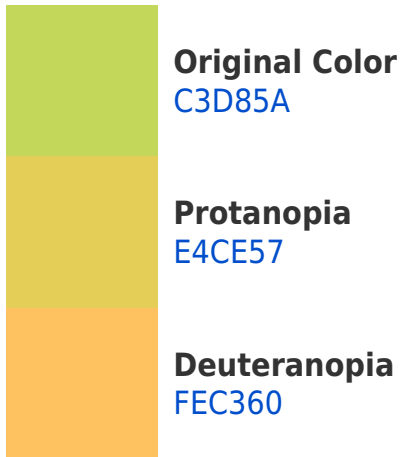 Original Color
C3D85A
Protanopia
E4CE57
Deuteranopia
FEC360